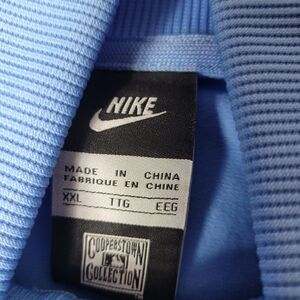 NIKE
MADE IN CHINA
FABRIQUE EN CHINE
XXL TTG EEG
COOPERSTOWN
COLLECTION